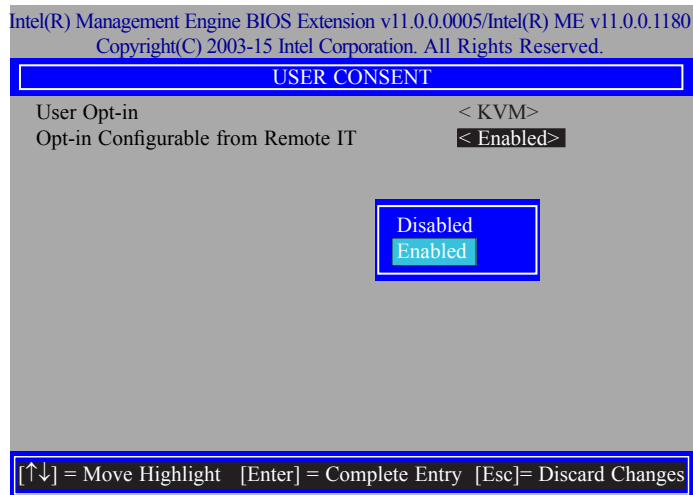 Intel(R) Management Engine BIOS Extension v11.0.0.0005/Intel(R) ME v11.0.0.1180
Copyright(C) 2003-15 Intel Corporation. All Rights Reserved.
USER CONSENT
User Opt-in < KVM>
Opt-in Configurable from Remote IT < Enabled>
Disabled
Enabled
[↑↓] = Move Highlight [Enter] = Complete Entry [Esc]= Discard Changes